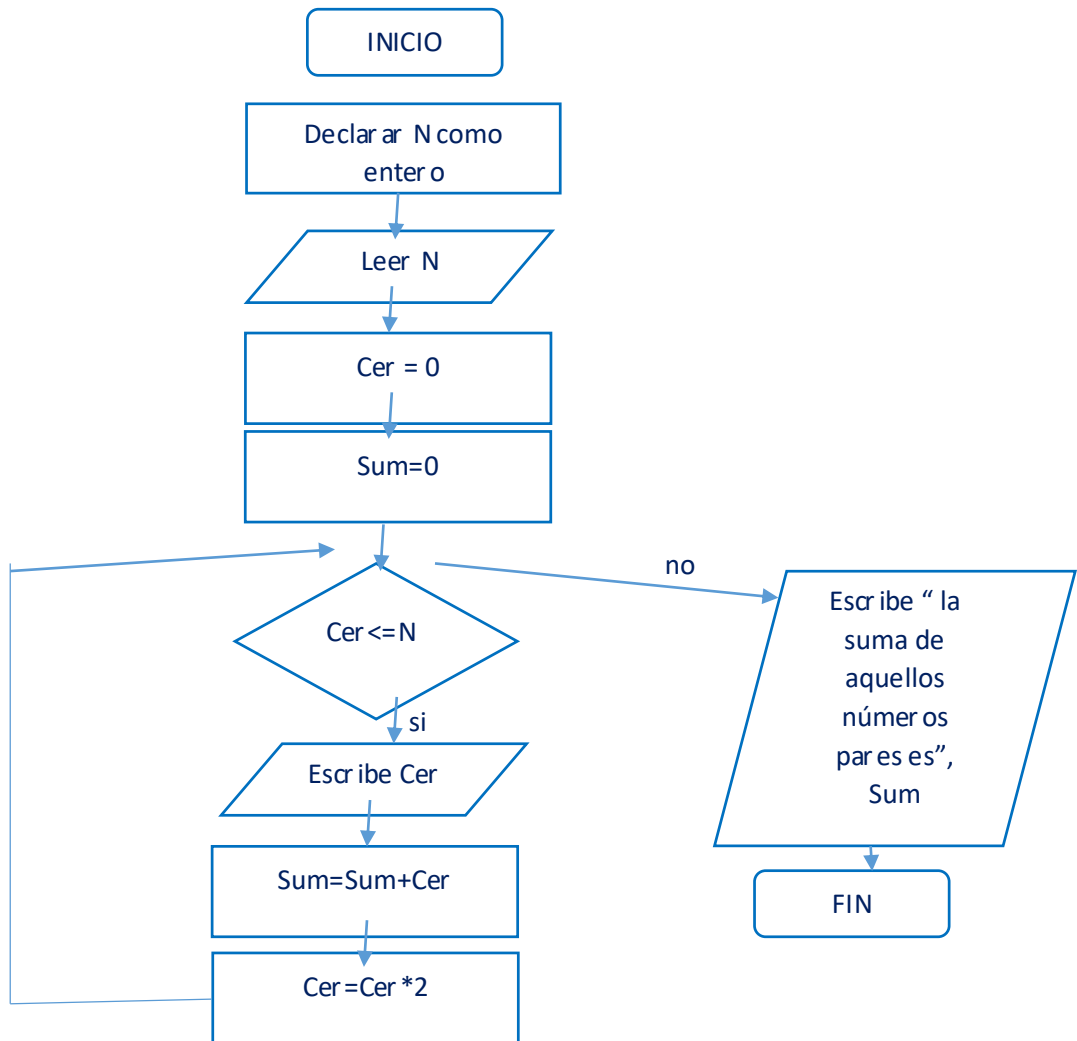 INICIO
Declarar N como
entero
Leer N
Cer = 0
Sum=0
Cer<=N
no
si
Escribe Cer
Sum=Sum+Cer
Cer=Cer*2
Escribe “ la
suma de
aquellos
números
pares es”,
Sum
FIN